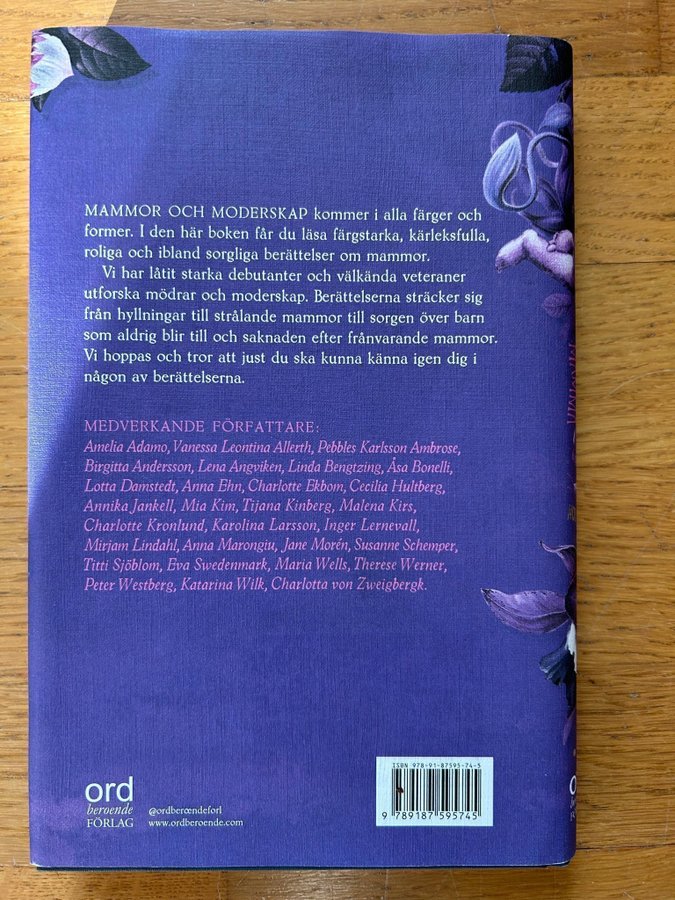 MAMMOR OCH MODERSKAP kommer i alla färger och
former. I den här boken får du läsa färgstarka, kärleksfulla,
roliga och ibland sorgliga berättelser om mammor.
Vi har låtit starka debutanter och välkända veteraner
utforska mödrar och moderskap. Berättelserna sträcker sig
från hyllningar till strålande mammor till sorgen över barn
som aldrig blir till och saknaden efter frånvarande mammor.
Vi hoppas och tror att just du ska kunna känna igen dig i
någon av berättelserna.
MEDVERKANDE FÖRFATTARE:
Amelia Adamo, Vanessa Leontina Allerth, Pebbles Karlsson Ambrose,
Birgitta Andersson, Lena Angviken, Linda Bengtzing, Åsa Bonelli,
Lotta Damstedt, Anna Ehn, Charlotte Ekbom, Cecilia Hultberg,
Annika Jankell, Mia Kim, Tijana Kinberg, Malena Kirs,
Charlotte Kronlund, Karolina Larsson, Inger Lernevall,
Mirjam Lindahl, Anna Marongiu, Jane Morén, Susanne Schemper,
Titti Sjöblom, Eva Swedenmark, Maria Wells, Therese Werner,
Peter Westberg, Katarina Wilk, Charlotta von Zweigbergk.
ord
beroende
FÖRLAG
@ordberoendeforl
www.ordberoende.com
ISBN 978-91-87595-74-5
9 789187 595745